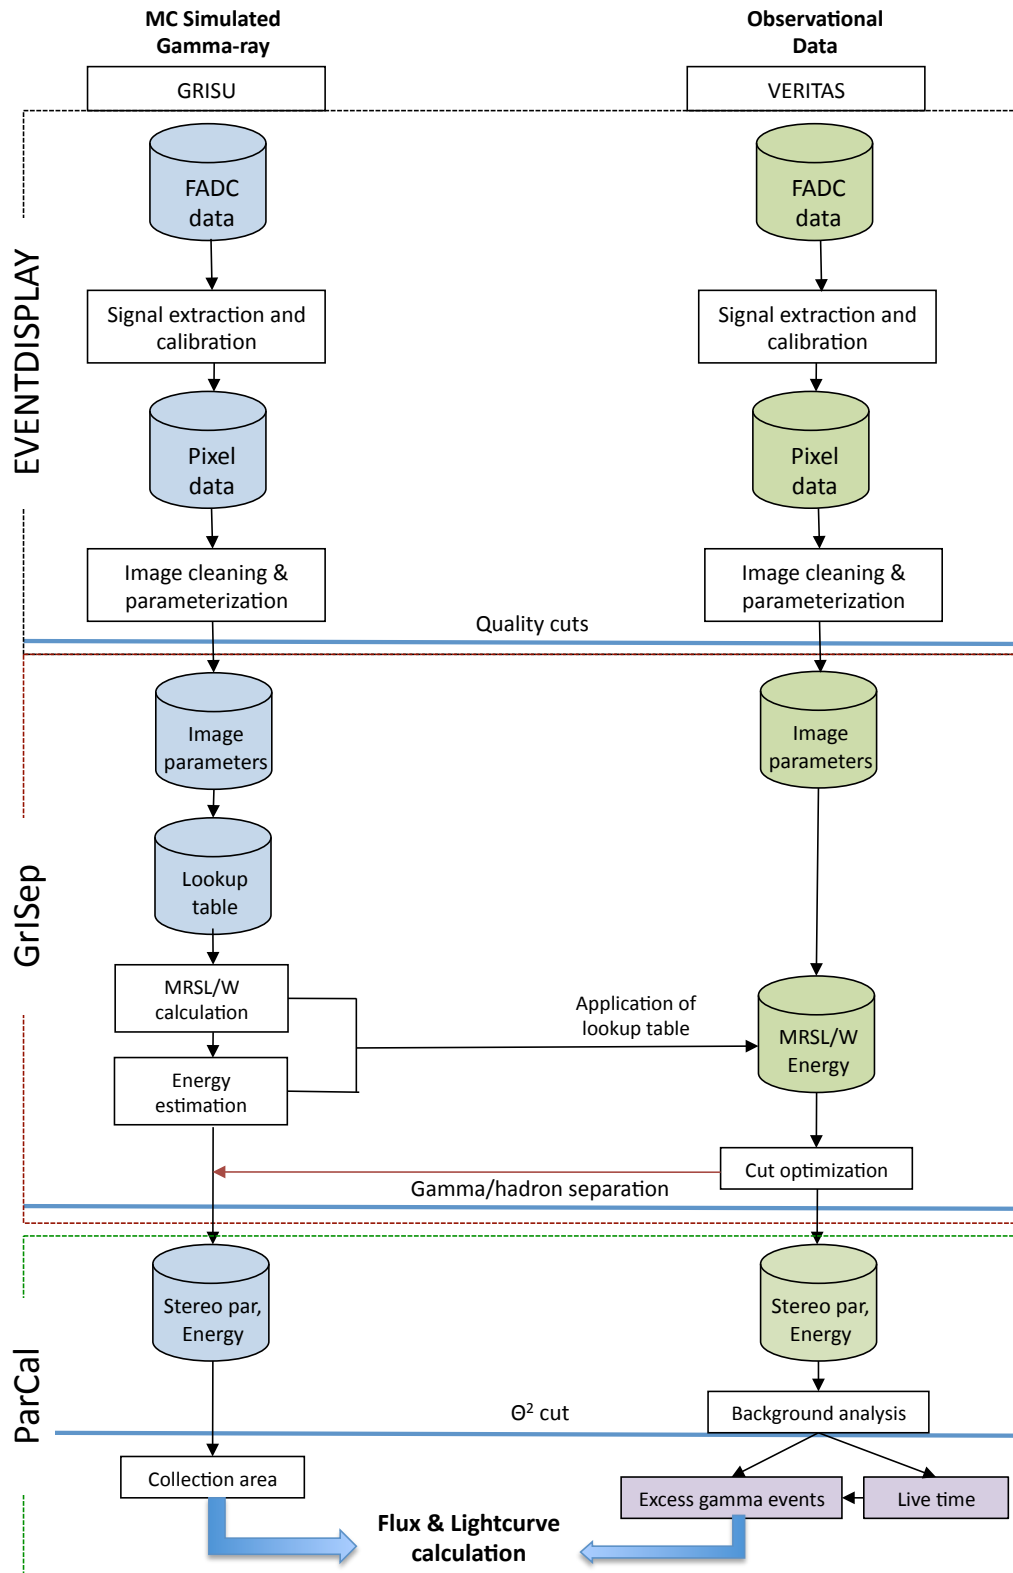 MC Simulated
Gamma-ray
Observational
Data
GRISU
VERITAS
EVENTDISPLAY
FADC
data
FADC
data
Signal extraction and
calibration
Signal extraction and
calibration
Pixel
data
Pixel
data
Image cleaning &
parameterization
Image cleaning &
parameterization
Quality cuts
GrISep
Image
parameters
Image
parameters
Lookup
table
MRSL/W
calculation
Application of
lookup table
MRSL/W
Energy
Energy
estimation
Cut optimization
Gamma/hadron separation
ParCal
Stereo par,
Energy
Stereo par,
Energy
Θ² cut
Background analysis
Collection area
Excess gamma events
Live time
Flux & Lightcurve
calculation